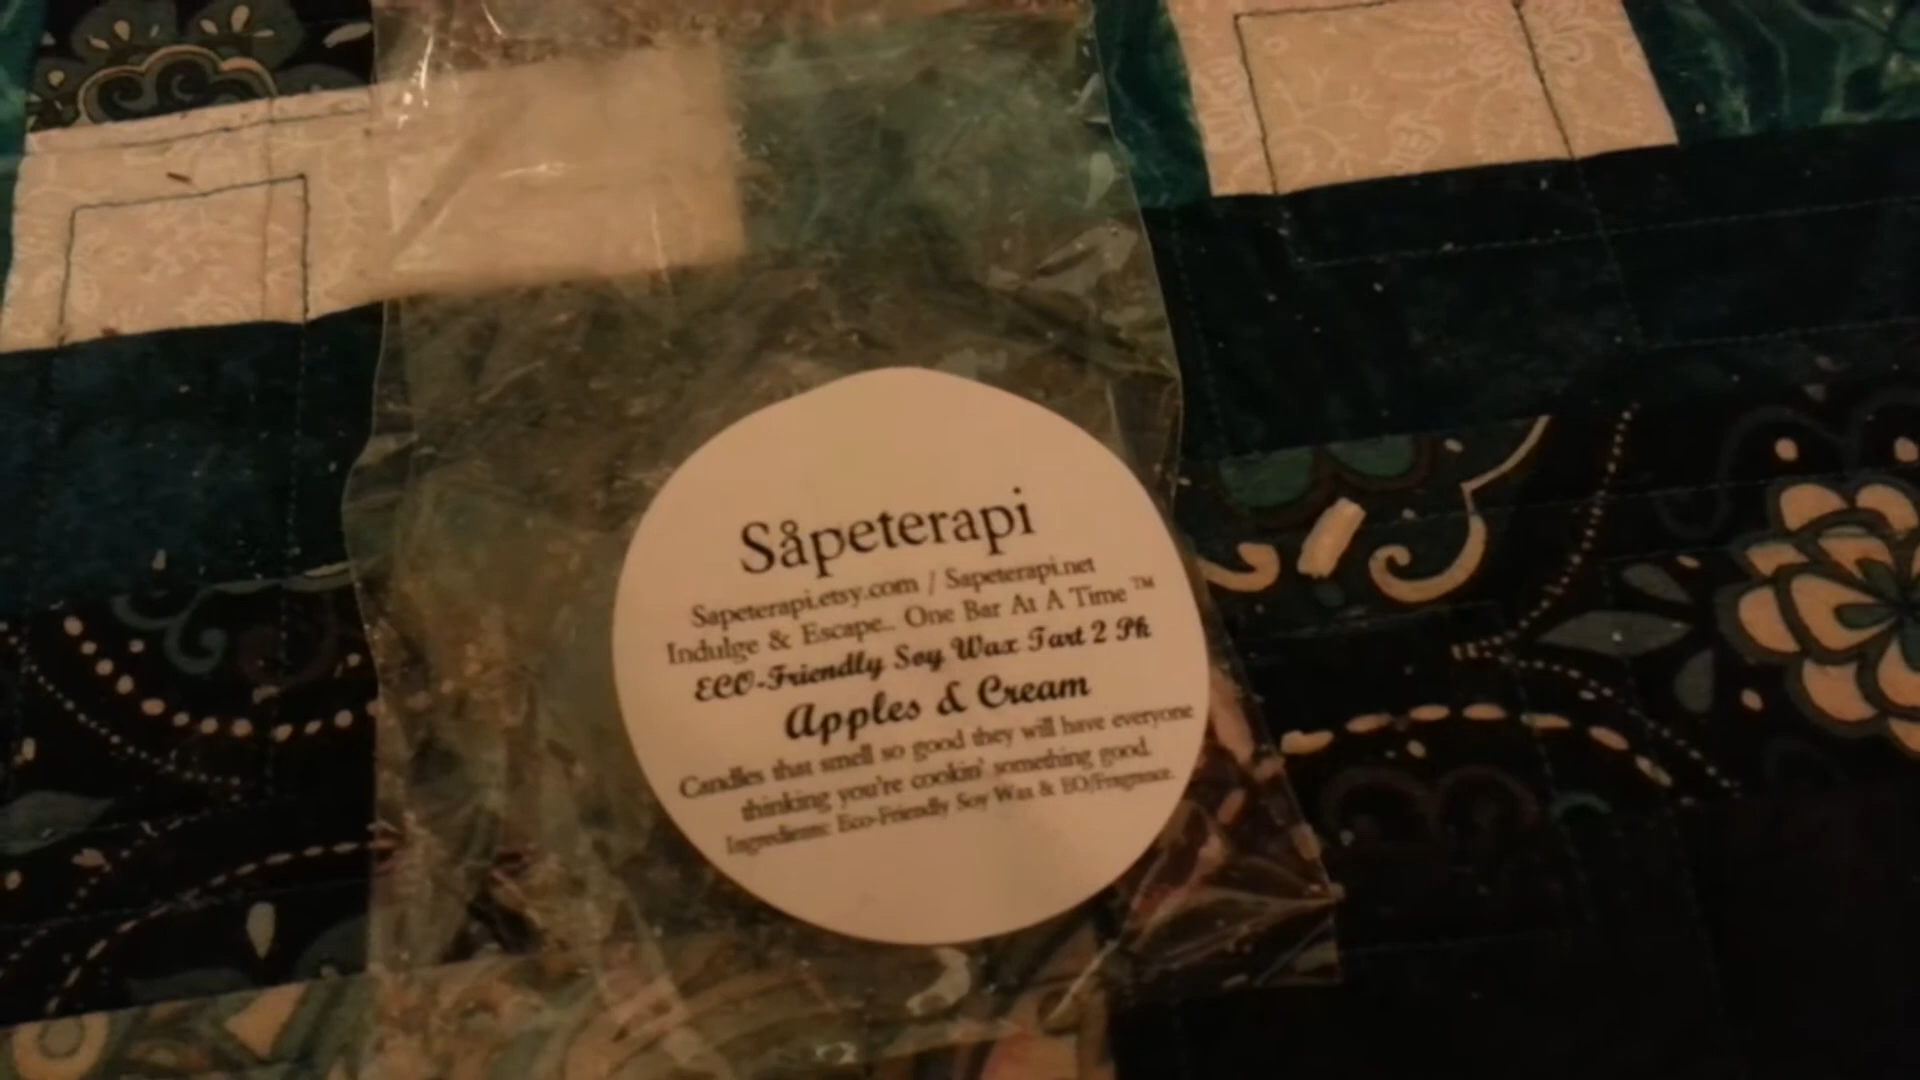 Såpeterapi
Sapeterapi.etsy.com / Sapeterapi.net
Indulge & Escape.. One Bar At A Time™
ECO-Friendly Soy Wax Tart 2 Pk
Apples & Cream
Candles that smell so good they will have everyone
thinking you're cookin' something good.
Ingredients: Eco-Friendly Soy Wax & EO/Fragrance.